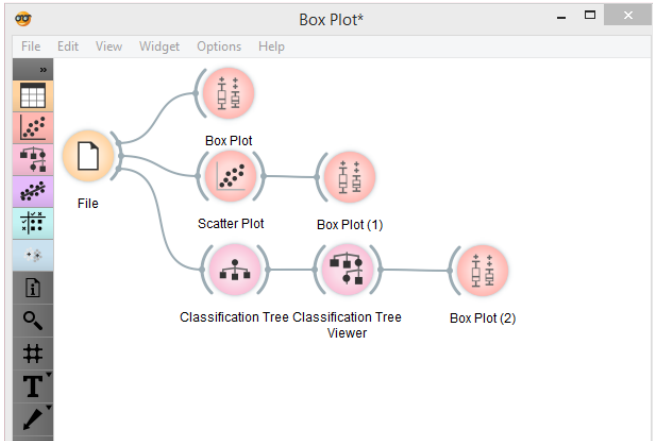 Box Plot*
File Edit View Widget Options Help
»
Box Plot
File
Scatter Plot
Box Plot (1)
Classification Tree
Classification Tree
Viewer
Box Plot (2)
T